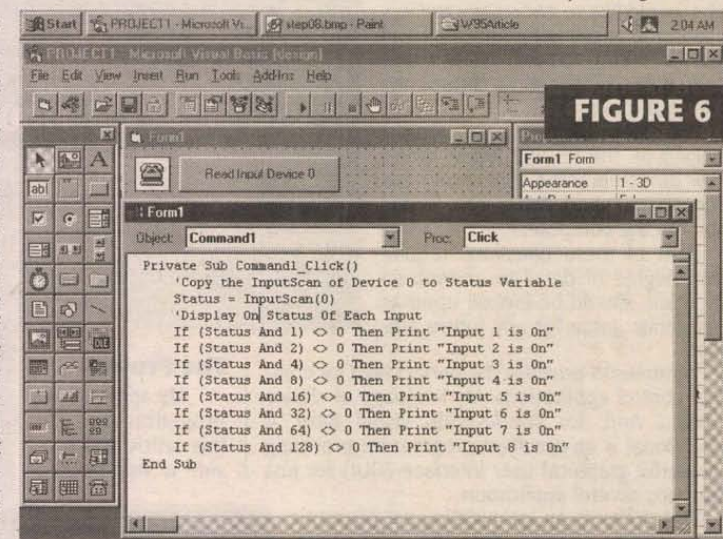 Start PROJECT1 - Microsoft Vi... step08.bmp - Paint W95Article 2:04 AM
PROJECT1 - Microsoft Visual Basic [design]
File Edit View Insert Run Tools Add-Ins Help
FIGURE 6
Form1
Read Input Device 0
Form1 Form
Appearance 1 - 3D
Form1
Object: Command1 Proc: Click
Private Sub Command1_Click()
'Copy the InputScan of Device 0 to Status Variable
Status = InputScan(0)
'Display On Status Of Each Input
If (Status And 1) <> 0 Then Print "Input 1 is On"
If (Status And 2) <> 0 Then Print "Input 2 is On"
If (Status And 4) <> 0 Then Print "Input 3 is On"
If (Status And 8) <> 0 Then Print "Input 4 is On"
If (Status And 16) <> 0 Then Print "Input 5 is On"
If (Status And 32) <> 0 Then Print "Input 6 is On"
If (Status And 64) <> 0 Then Print "Input 7 is On"
If (Status And 128) <> 0 Then Print "Input 8 is On"
End Sub